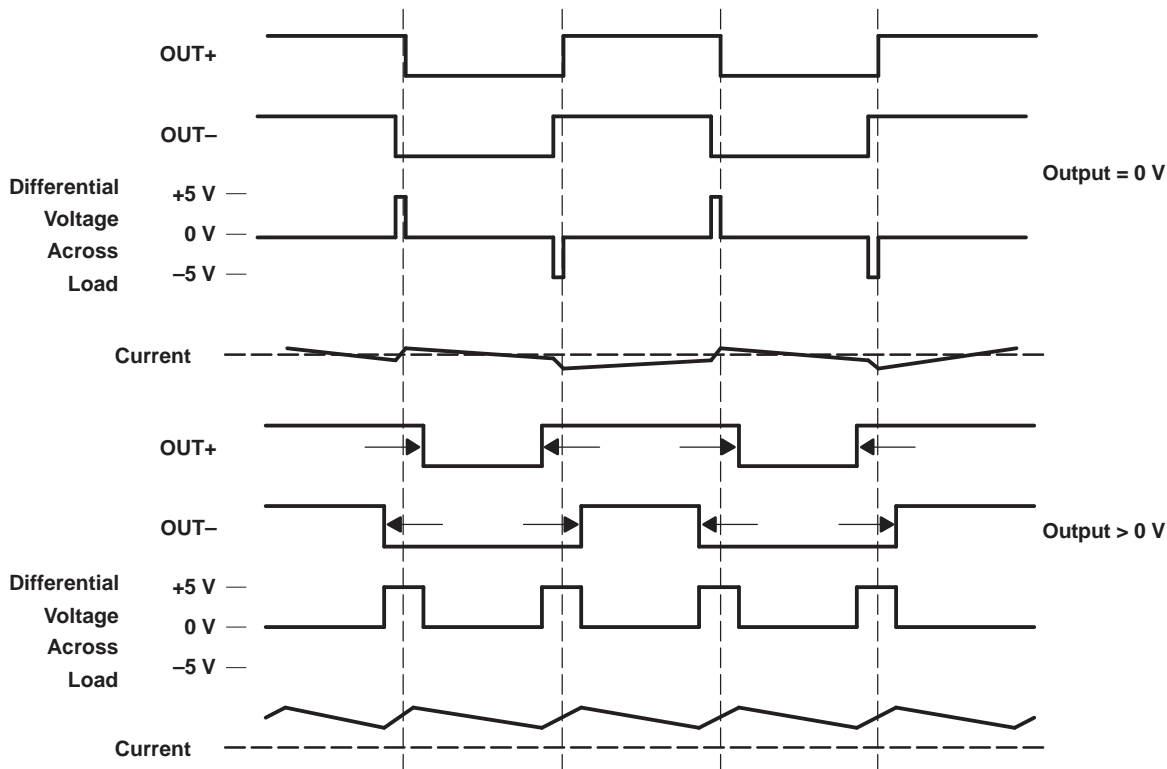 OUT+
OUT–
Output = 0 V
Differential
Voltage
Across
Load
+5 V
0 V
–5 V
Current
OUT+
OUT–
Output > 0 V
Differential
Voltage
Across
Load
+5 V
0 V
–5 V
Current